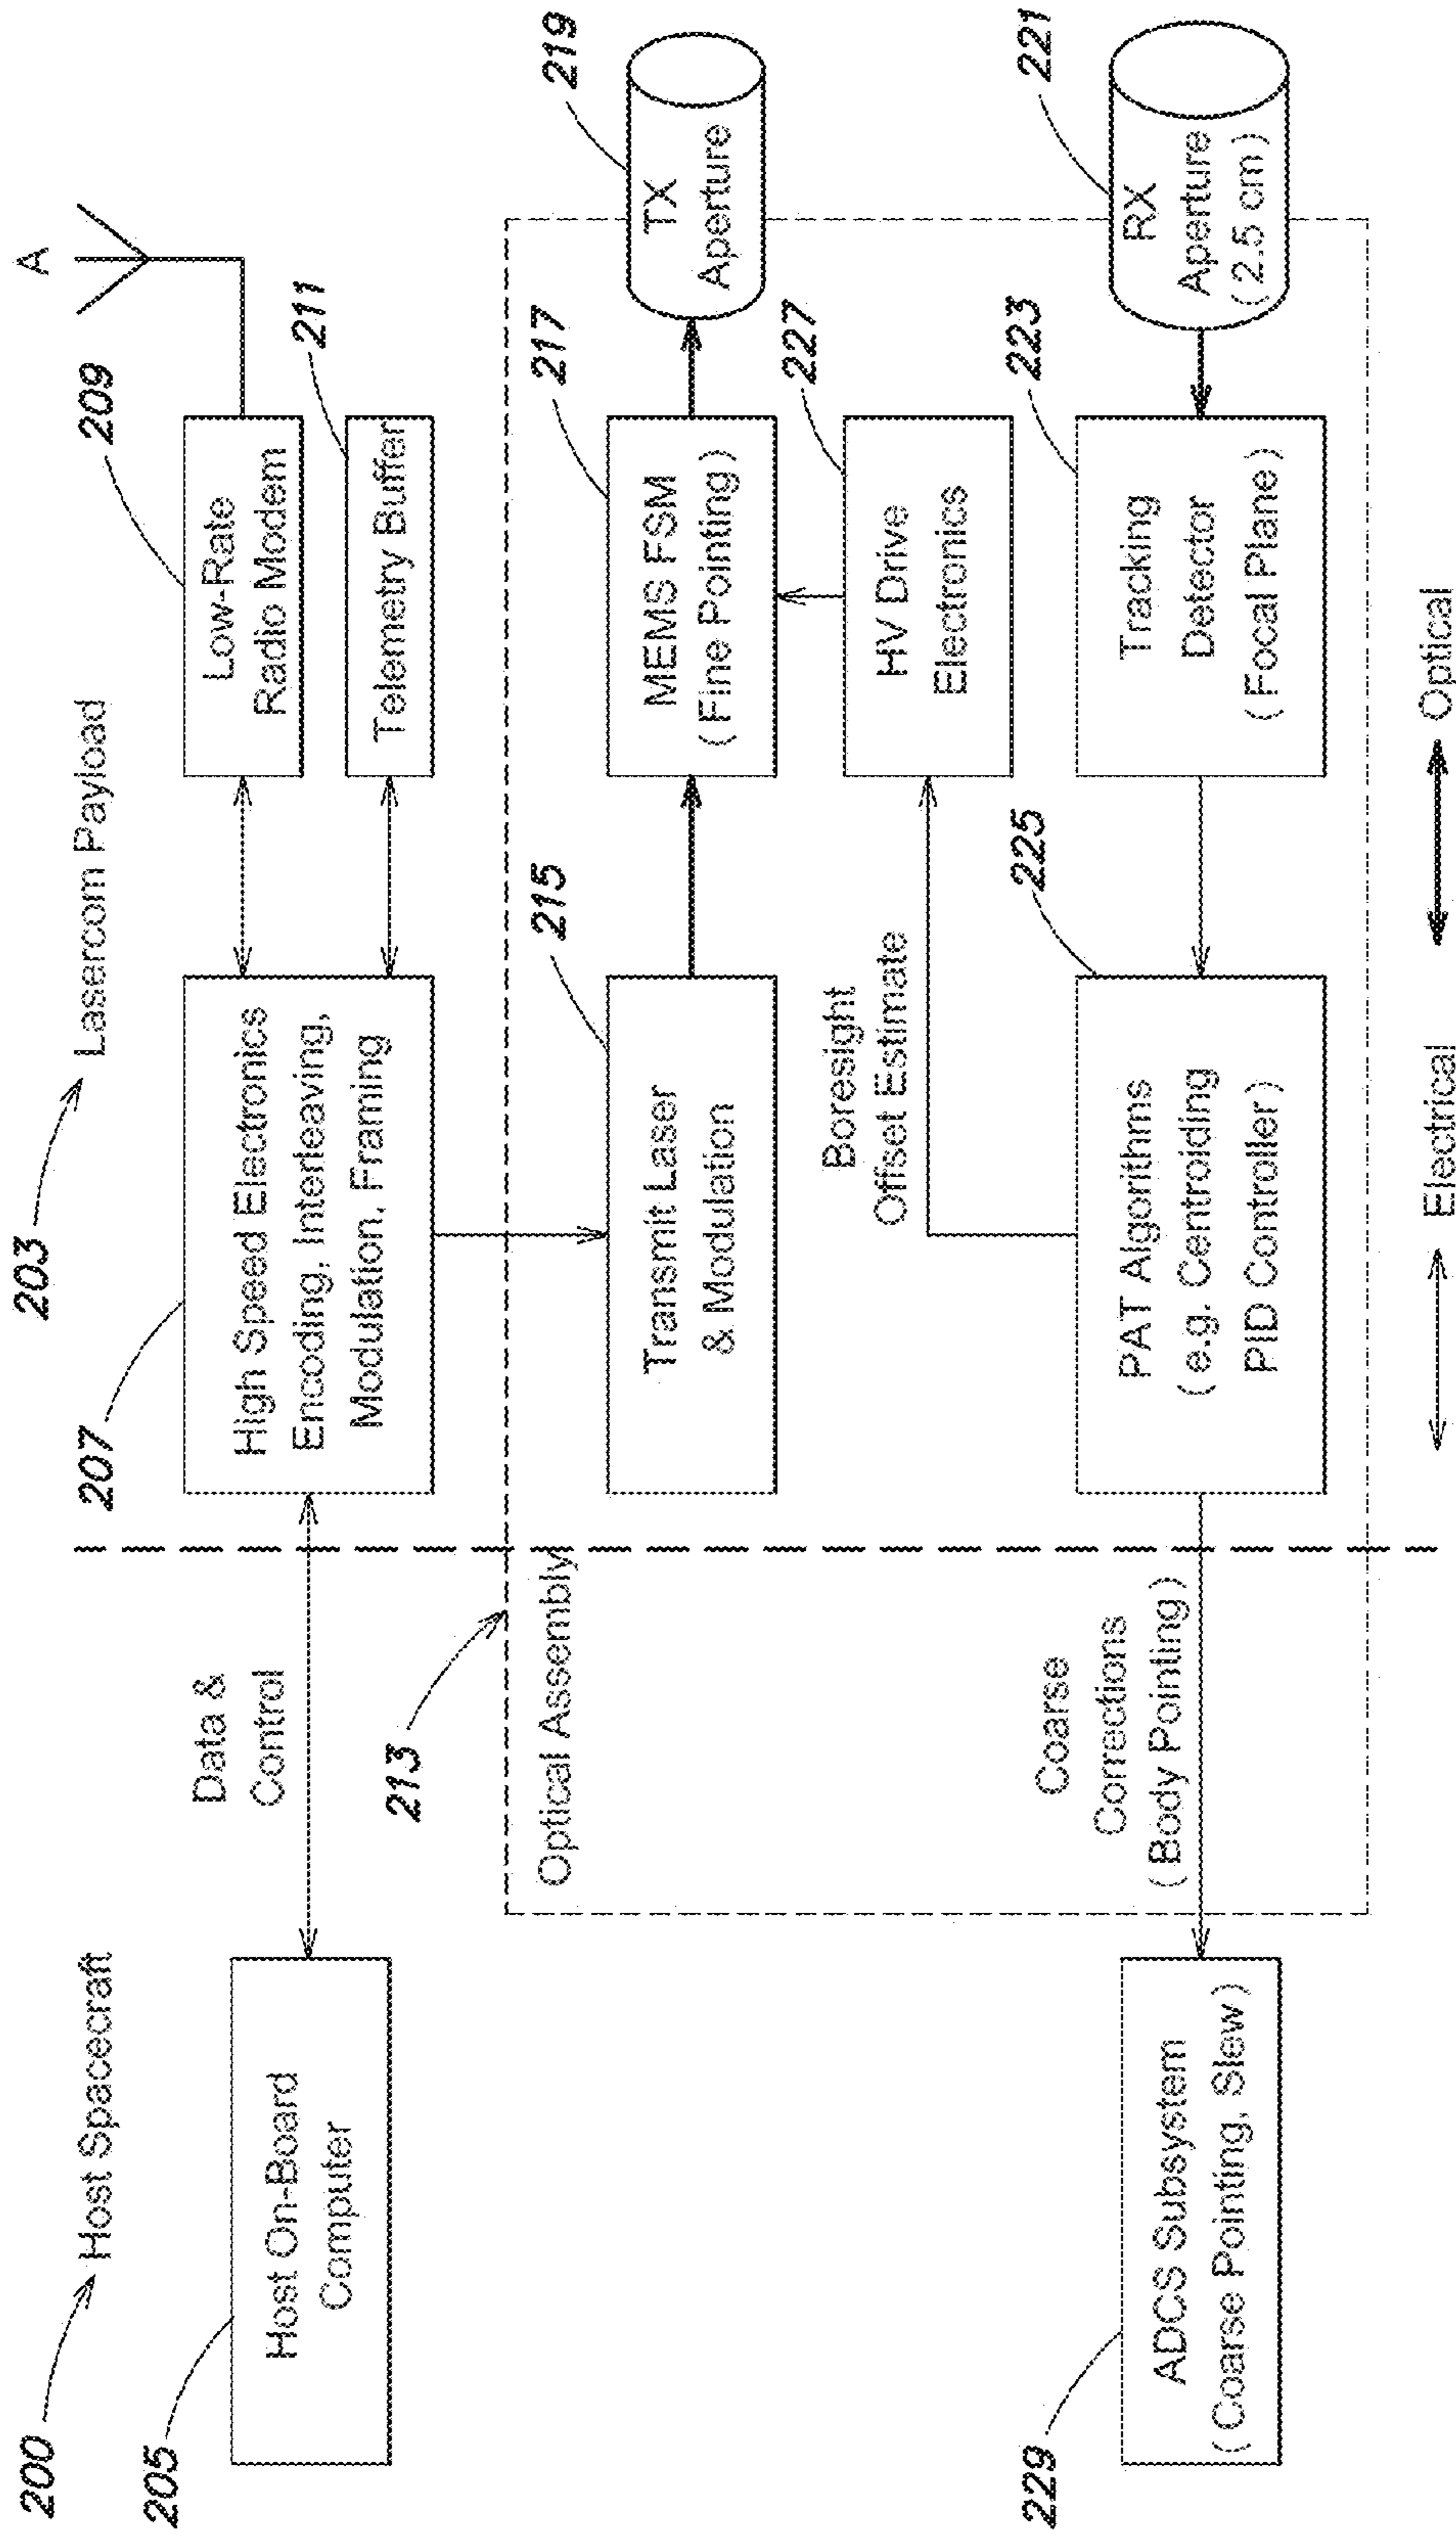 200
Host Spacecraft
203
Lasercom Payload
A
205
Host On-Board
Computer
Data &
Control
207
High Speed Electronics
Encoding, Interleaving,
Modulation, Framing
209
Low-Rate
Radio Modem
211
Telemetry Buffer
213
Optical Assembly
215
Transmit Laser
& Modulation
217
MEMS FSM
( Fine Pointing )
219
TX
Aperture
Boresight
Offset Estimate
227
HV Drive
Electronics
229
ADCS Subsystem
( Coarse Pointing, Slew )
Coarse
Corrections
( Body Pointing )
225
PAT Algorithms
( e.g. Centroiding
PID Controller )
223
Tracking
Detector
( Focal Plane )
221
RX
Aperture
( 2.5 cm )
Electrical
Optical